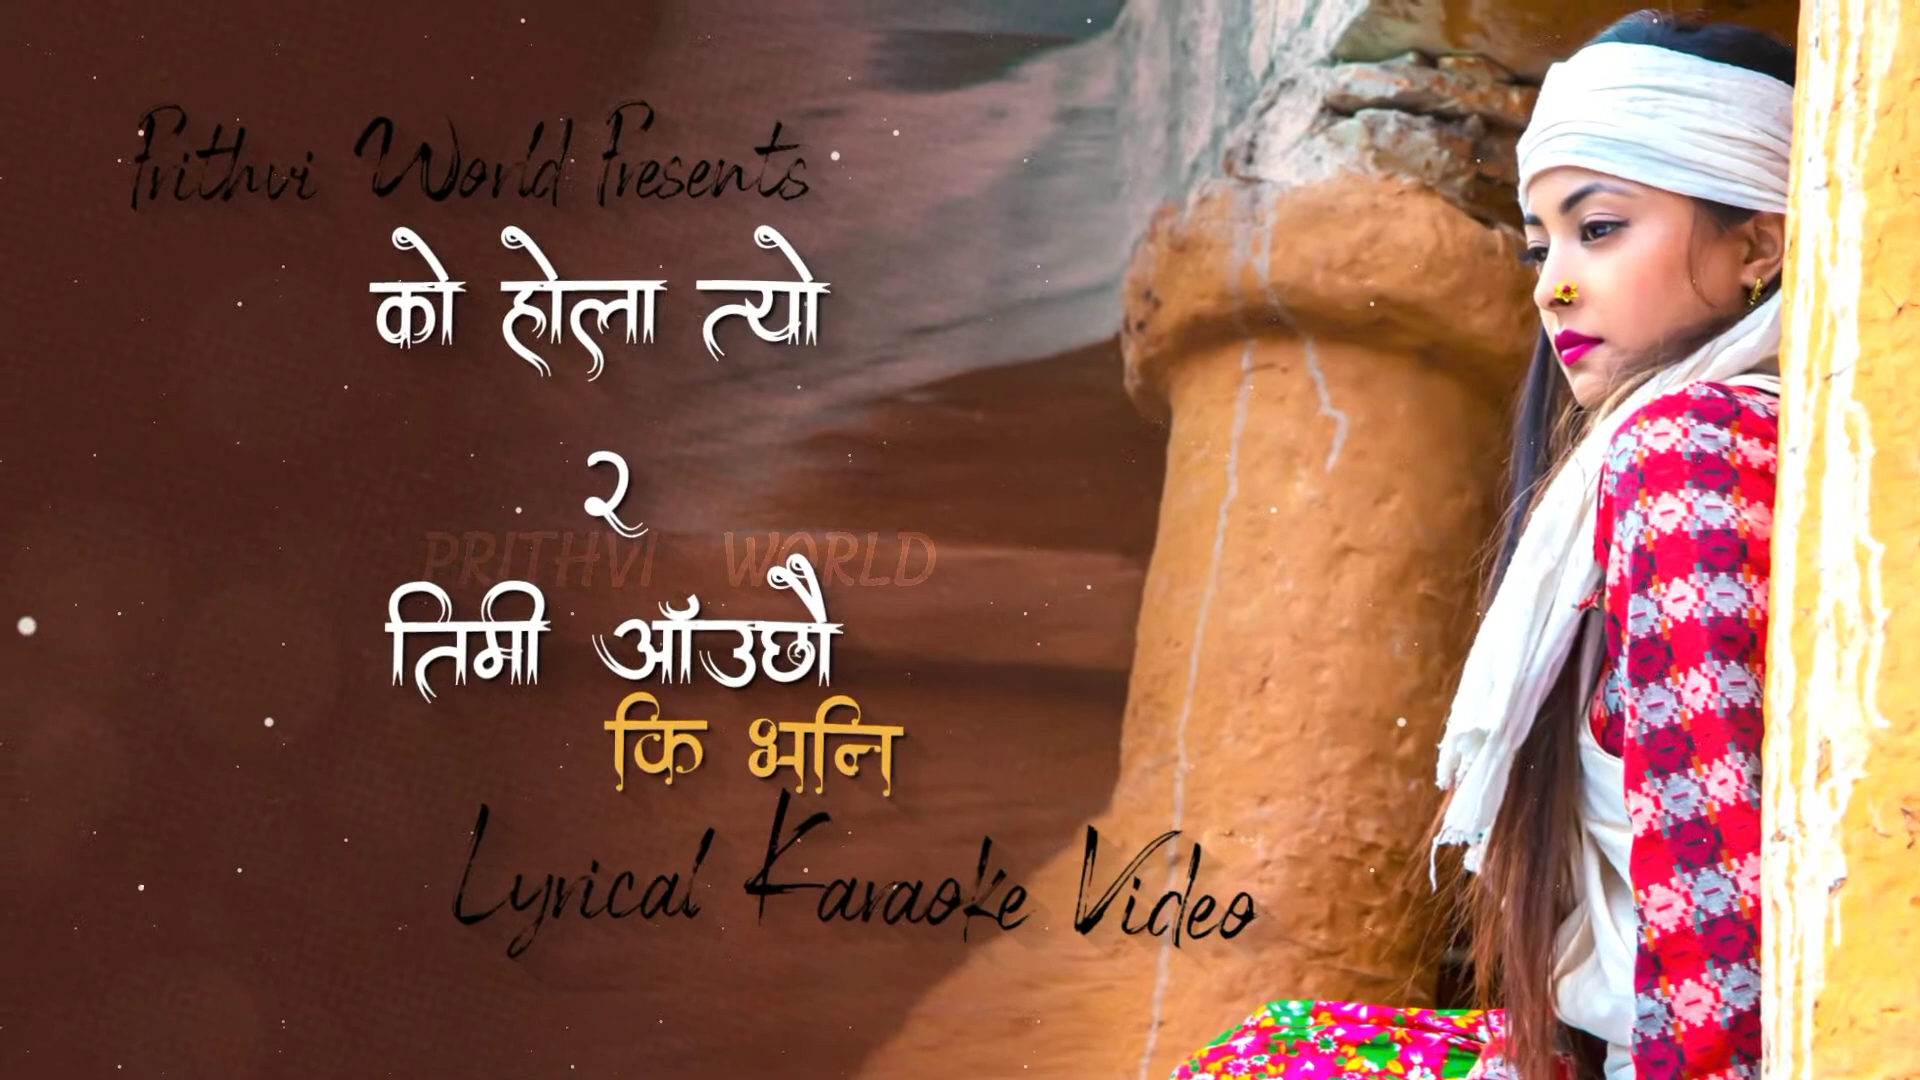 Prithvi World Presents
को होला त्यो
२
PRITHVI WORLD
तिमी आँउछौ
कि भनि
Lyrical Karaoke Video